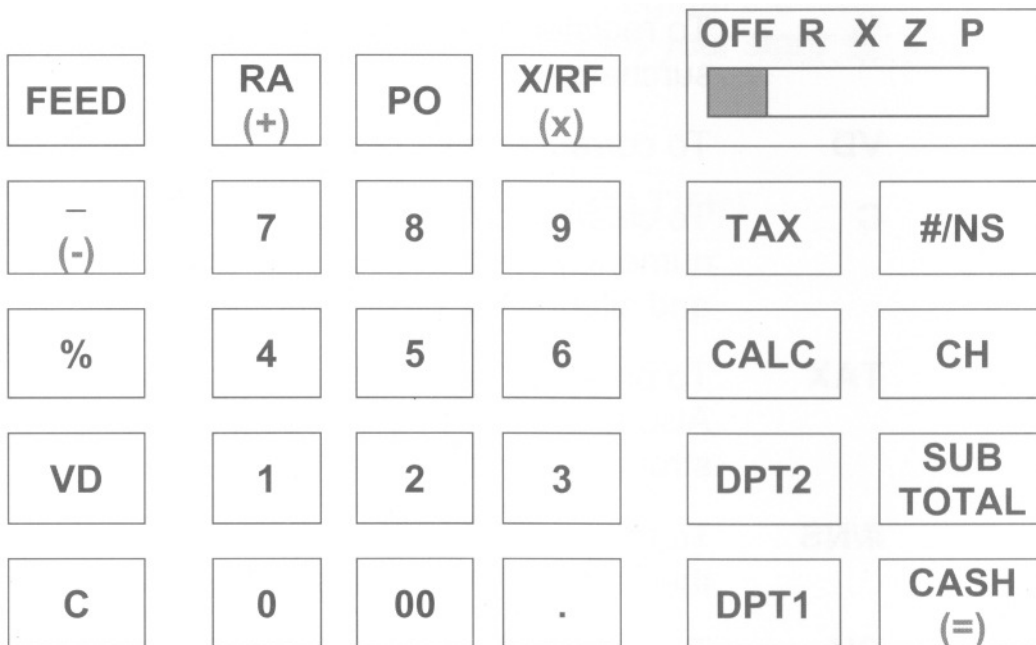 OFF R X Z P
FEED
RA
(+)
PO
X/RF
(x)
–
(-)
7
8
9
TAX
#/NS
%
4
5
6
CALC
CH
VD
1
2
3
DPT2
SUB
TOTAL
C
0
00
.
DPT1
CASH
(=)